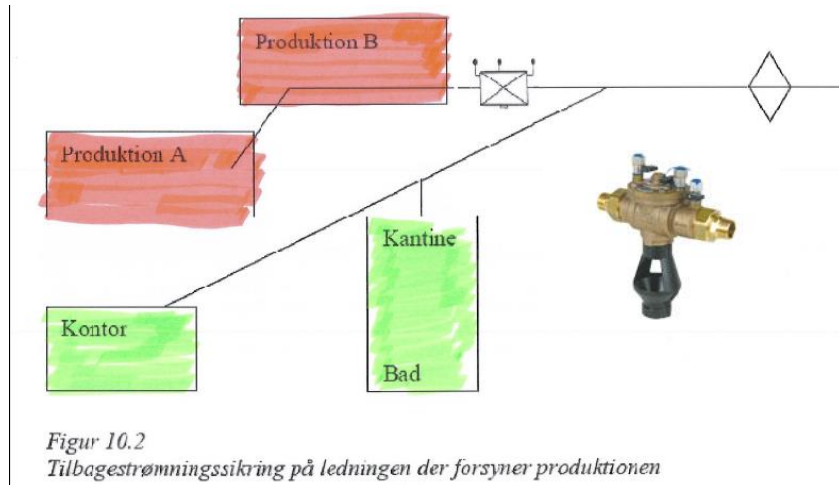 Produktion B
Produktion A
Kantine
Kontor
Bad
Figur 10.2
Tilbagestrømningssikring på ledningen der forsyner produktionen